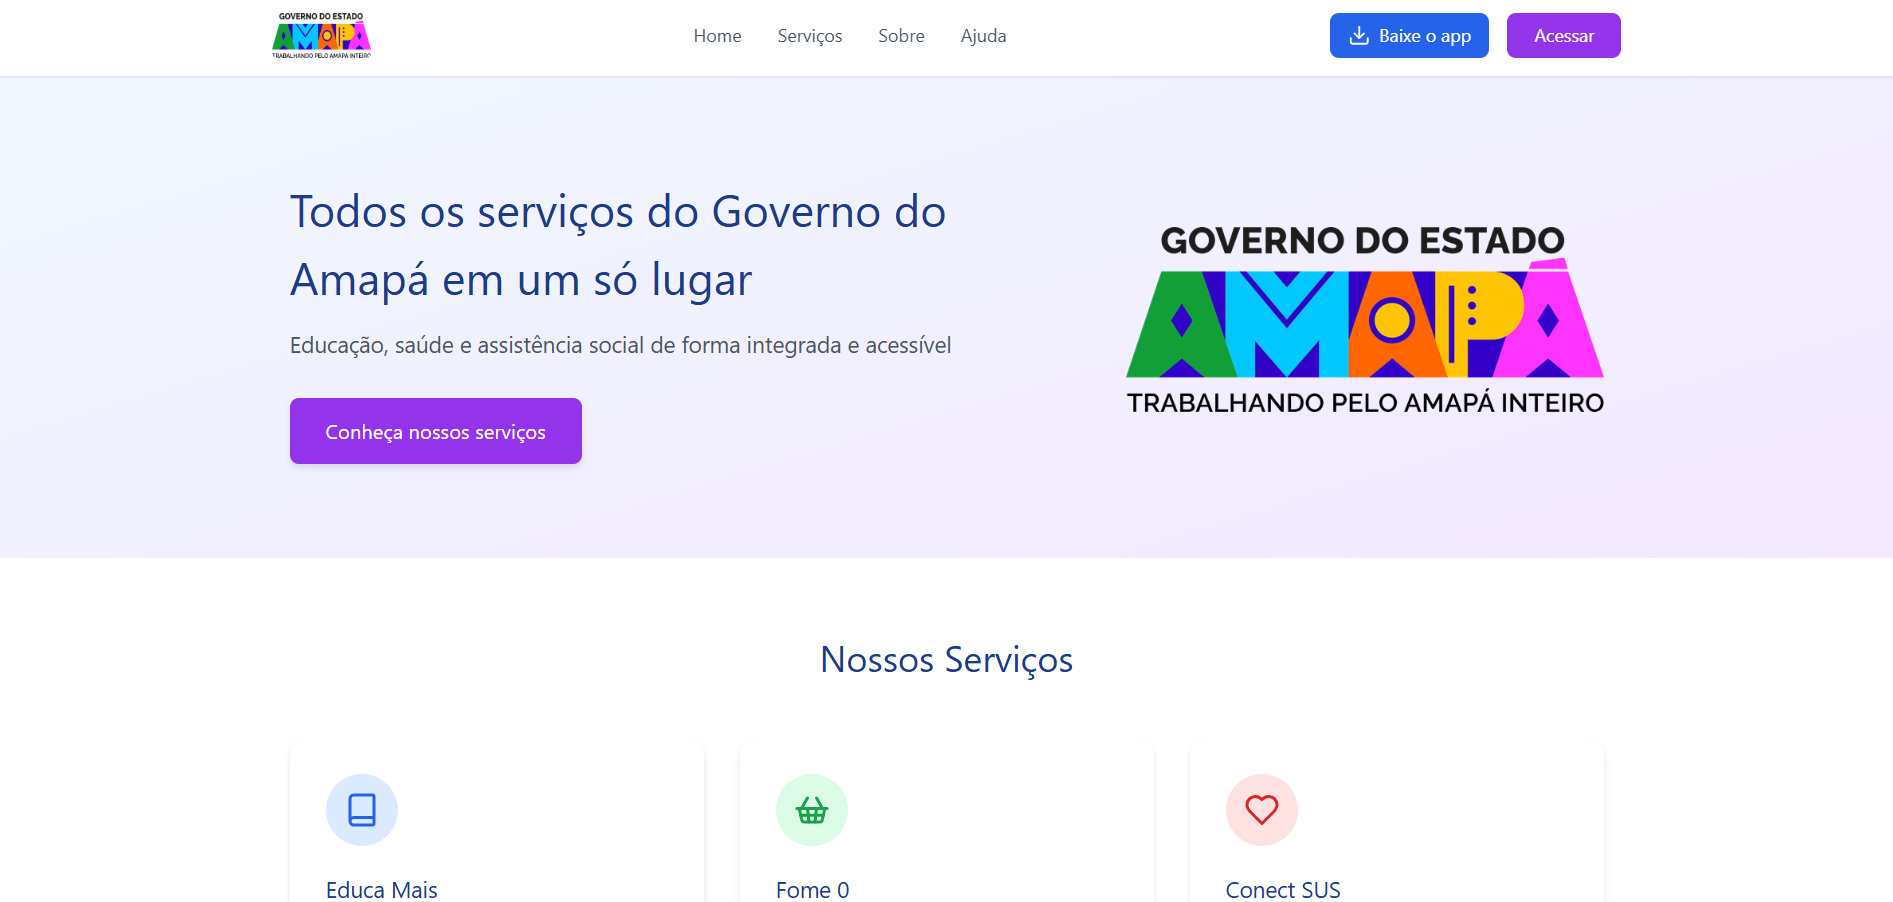 GOVERNO DO ESTADO
AMAPÁ
TRABALHANDO PELO AMAPÁ INTEIRO
Home
Serviços
Sobre
Ajuda
Baixe o app
Acessar
Todos os serviços do Governo do
Amapá em um só lugar
Educação, saúde e assistência social de forma integrada e acessível
Conheça nossos serviços
GOVERNO DO ESTADO
AMAPÁ
TRABALHANDO PELO AMAPÁ INTEIRO
Nossos Serviços
Educa Mais
Fome 0
Conect SUS